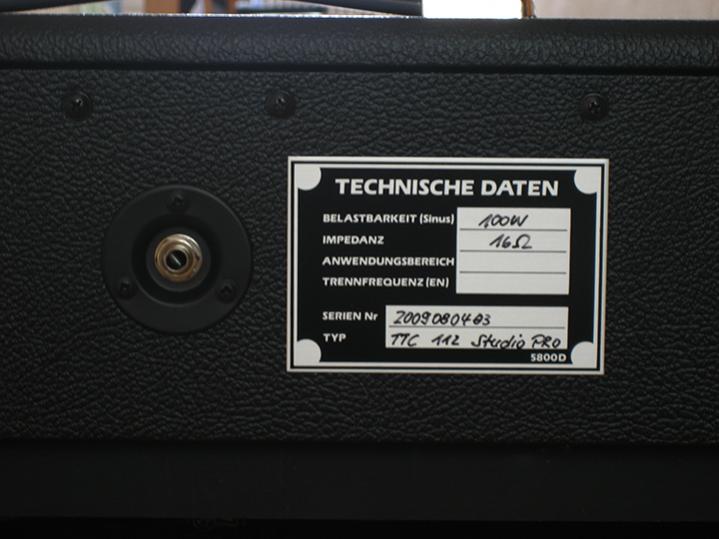 TECHNISCHE DATEN
BELASTBARKEIT (Sinus) 100W
IMPEDANZ 16Ω
ANWENDUNGSBEREICH
TRENNFREQUENZ (EN)
SERIEN Nr 2009080403
TYP TTC 112 Studio PRO
5800D